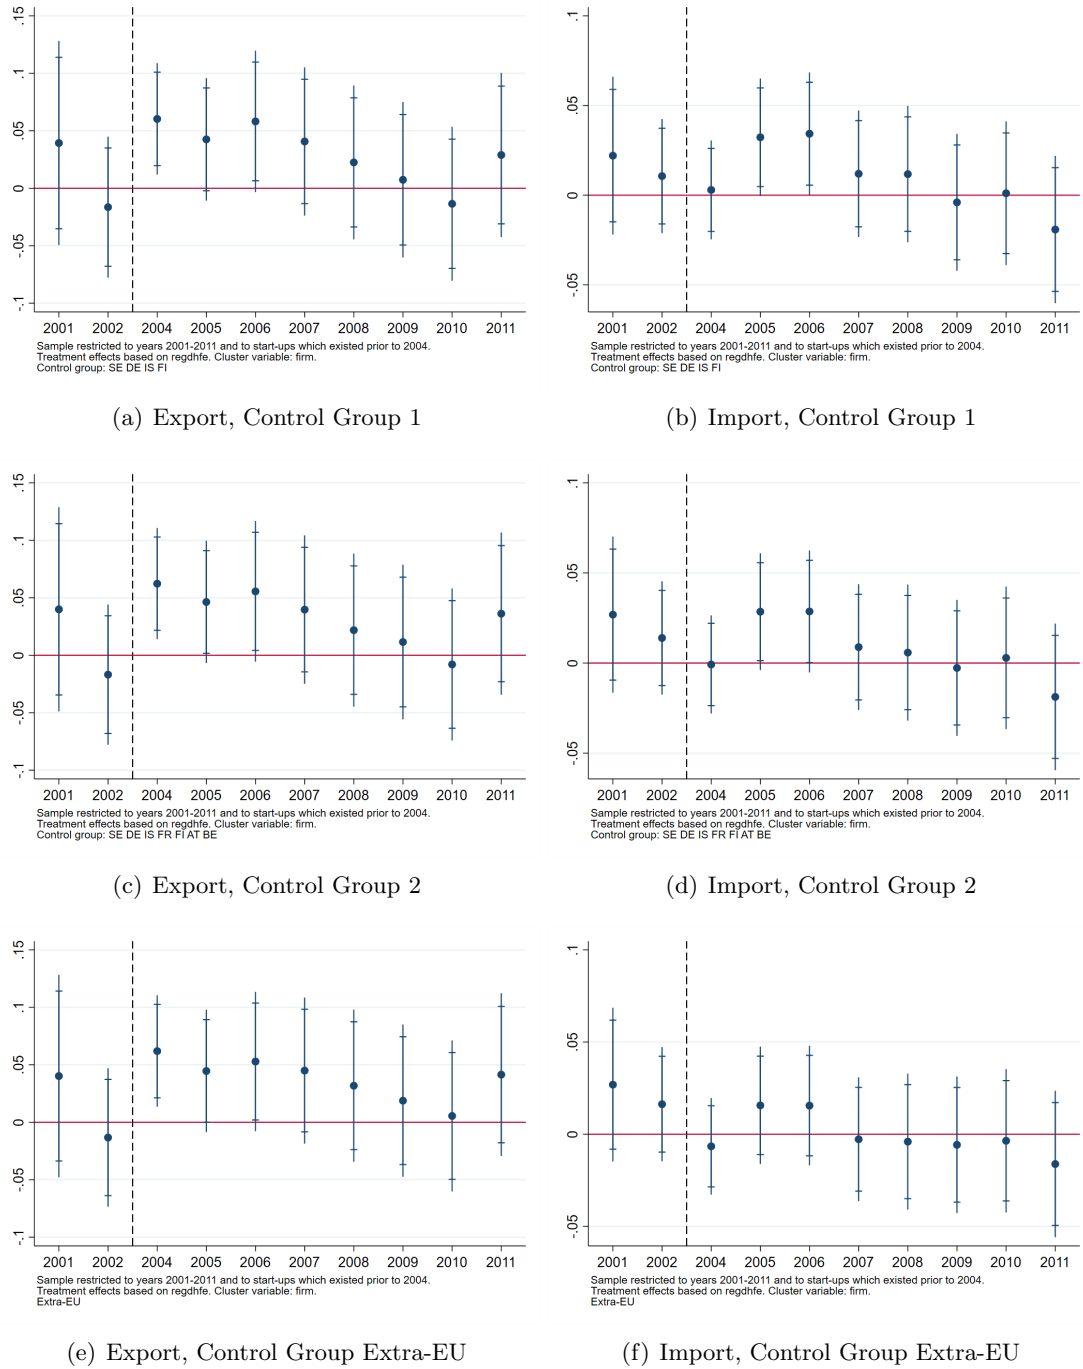 .15
.1
.05
0
-.05
-.1
2001 2002 2004 2005 2006 2007 2008 2009 2010 2011
Sample restricted to years 2001-2011 and to start-ups which existed prior to 2004.
Treatment effects based on regdhfe. Cluster variable: firm.
Control group: SE DE IS FI
(a) Export, Control Group 1
.1
.05
0
-.05
2001 2002 2004 2005 2006 2007 2008 2009 2010 2011
Sample restricted to years 2001-2011 and to start-ups which existed prior to 2004.
Treatment effects based on regdhfe. Cluster variable: firm.
Control group: SE DE IS FI
(b) Import, Control Group 1
.15
.1
.05
0
-.05
-.1
2001 2002 2004 2005 2006 2007 2008 2009 2010 2011
Sample restricted to years 2001-2011 and to start-ups which existed prior to 2004.
Treatment effects based on regdhfe. Cluster variable: firm.
Control group: SE DE IS FR FI AT BE
(c) Export, Control Group 2
.1
.05
0
-.05
2001 2002 2004 2005 2006 2007 2008 2009 2010 2011
Sample restricted to years 2001-2011 and to start-ups which existed prior to 2004.
Treatment effects based on regdhfe. Cluster variable: firm.
Control group: SE DE IS FR FI AT BE
(d) Import, Control Group 2
.15
.1
.05
0
-.05
-.1
2001 2002 2004 2005 2006 2007 2008 2009 2010 2011
Sample restricted to years 2001-2011 and to start-ups which existed prior to 2004.
Treatment effects based on regdhfe. Cluster variable: firm.
Extra-EU
(e) Export, Control Group Extra-EU
.1
.05
0
-.05
2001 2002 2004 2005 2006 2007 2008 2009 2010 2011
Sample restricted to years 2001-2011 and to start-ups which existed prior to 2004.
Treatment effects based on regdhfe. Cluster variable: firm.
Extra-EU
(f) Import, Control Group Extra-EU